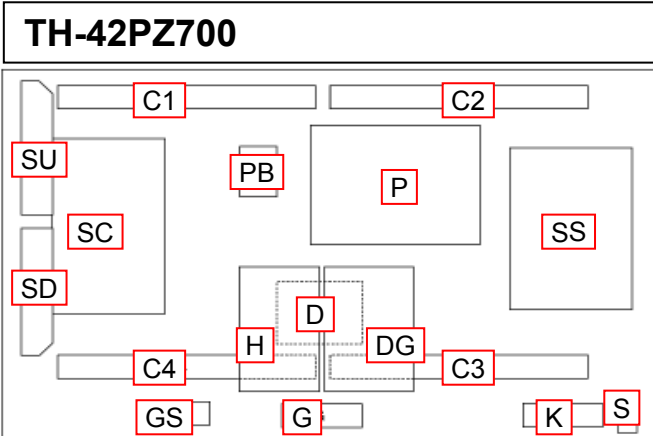 TH-42PZ700
C1 C2
SU PB P
SC SS
SD D
H DG
C4 C3
GS G K S